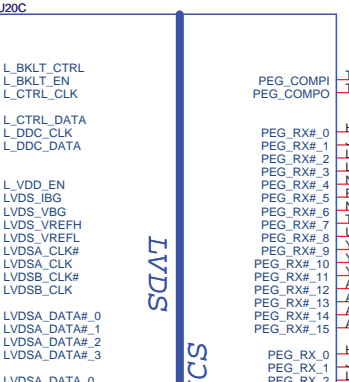 U20C
L_BKLT_CTRL
L_BKLT_EN
L_CTRL_CLK
L_CTRL_DATA
L_DDC_CLK
L_DDC_DATA
L_VDD_EN
LVDS_IBG
LVDS_VBG
LVDS_VREFH
LVDS_VREFL
LVDSA_CLK#
LVDSA_CLK
LVDSB_CLK#
LVDSB_CLK
LVDSA_DATA#_0
LVDSA_DATA#_1
LVDSA_DATA#_2
LVDSA_DATA#_3
LVDSA_DATA_0
LVDS
PEG_COMPI
PEG_COMPO
PEG_RX#_0
PEG_RX#_1
PEG_RX#_2
PEG_RX#_3
PEG_RX#_4
PEG_RX#_5
PEG_RX#_6
PEG_RX#_7
PEG_RX#_8
PEG_RX#_9
PEG_RX#_10
PEG_RX#_11
PEG_RX#_12
PEG_RX#_13
PEG_RX#_14
PEG_RX#_15
PEG_RX_0
PEG_RX_1
PEG_RX_2